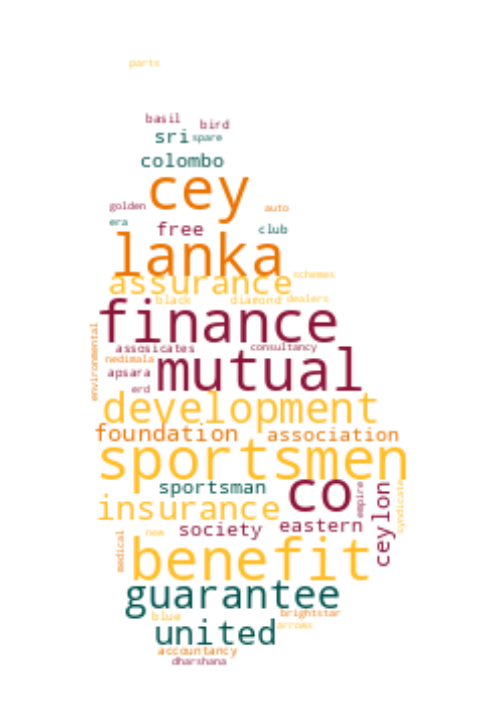 parts
basil
bird
sri
spare
colombo
cey
golden
auto
era
free
club
lanka
schemes
assurance
blade
diamond
dealers
finance
environmental
assosicates
consultancy
nedimala
apsara
mutual
erd
development
foundation
association
sportsmen
sportsman
co
empire
ceylon
syndicate
insurance
society
eastern
medical
new
benefit
guarantee
blue
brightstar
united
arrows
accountancy
dharshana